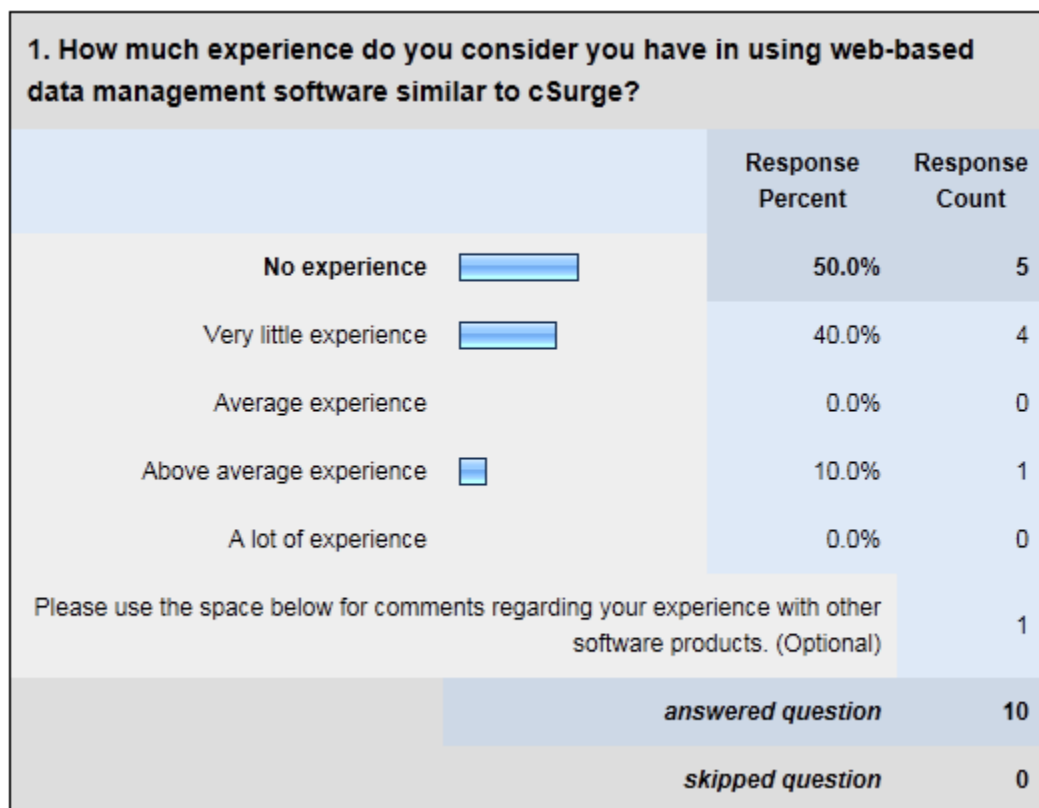 1. How much experience do you consider you have in using web-based
data management software similar to cSurge?
Response Percent Response Count
No experience 50.0% 5
Very little experience 40.0% 4
Average experience 0.0% 0
Above average experience 10.0% 1
A lot of experience 0.0% 0
Please use the space below for comments regarding your experience with other
software products. (Optional) 1
answered question 10
skipped question 0